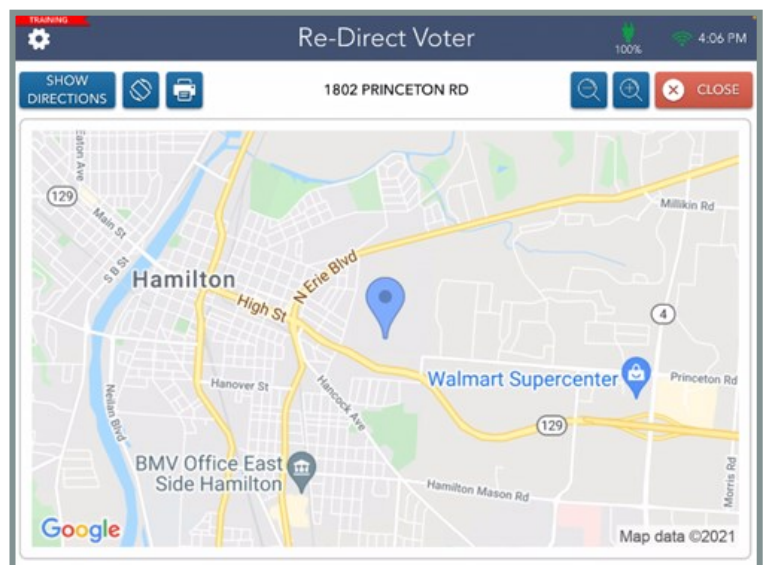 TRAINING
Re-Direct Voter
100%
4:06 PM
SHOW
DIRECTIONS
1802 PRINCETON RD
CLOSE
Eaton Ave
129
Main St
S B St
Hamilton
High St
N Erie Blvd
Millikin Rd
4
Walmart Supercenter
Princeton Rd
Hanover St
Hancock Ave
129
Neilan Blvd
BMV Office East
Side Hamilton
Hamilton Mason Rd
Morris Rd
Google
Map data ©2021